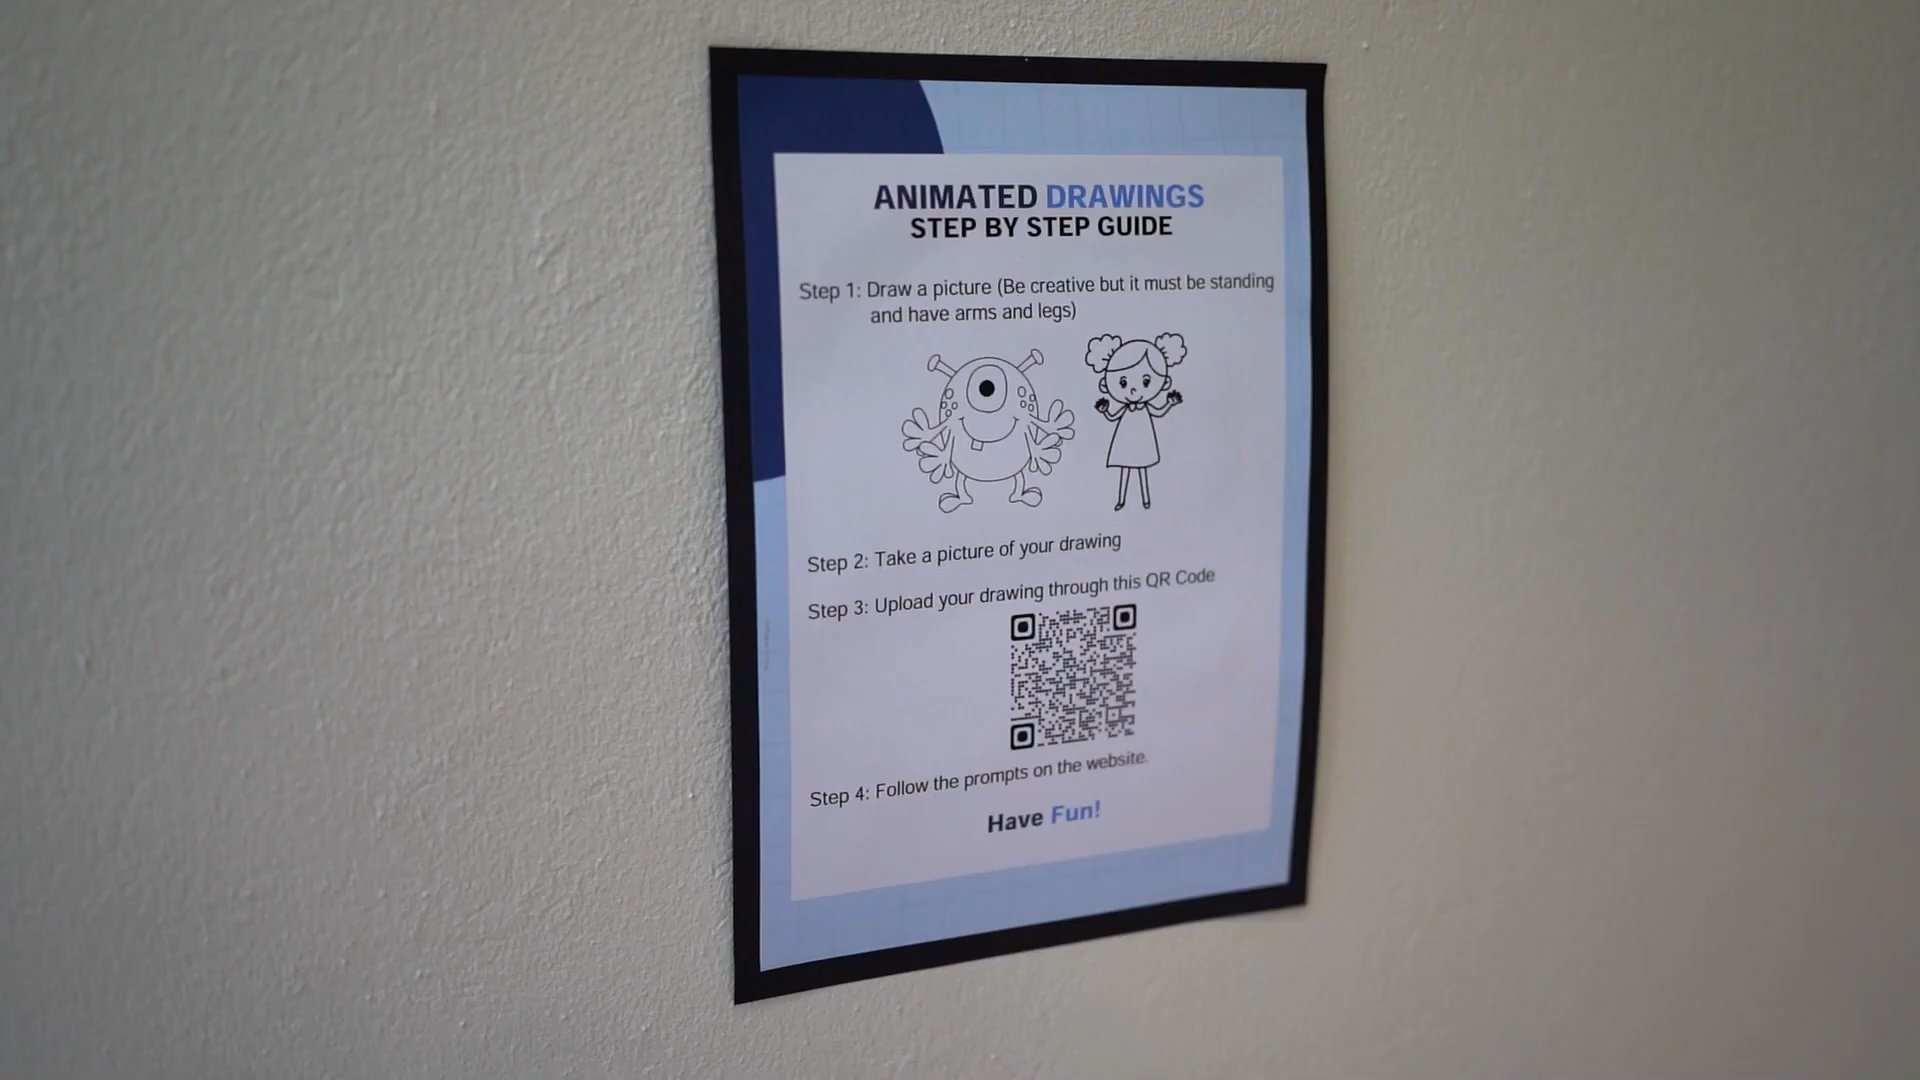 ANIMATED DRAWINGS
STEP BY STEP GUIDE
Step 1: Draw a picture (Be creative but it must be standing
and have arms and legs)
Step 2: Take a picture of your drawing
Step 3: Upload your drawing through this QR Code
Step 4: Follow the prompts on the website.
Have Fun!